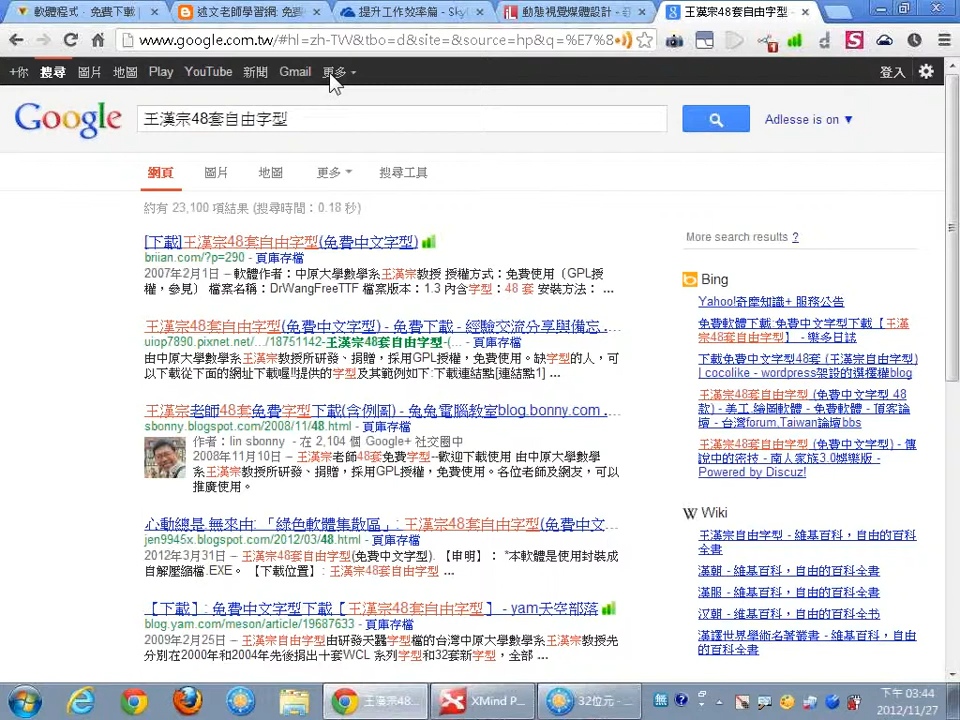 軟體程式 - 免費下載
述文老師學習網: 免費
提升工作效率篇 - Sky
動態視覺媒體設計 -
王漢宗48套自由字型 -
www.google.com.tw/#hl=zh-TW&tbo=d&site=&source=hp&q=%E7%8
+你 搜尋 圖片 地圖 Play YouTube 新聞 Gmail 更多
登入
Google
王漢宗48套自由字型
Adlesse is on ▼
網頁 圖片 地圖 更多 搜尋工具
約有 23,100 項結果 (搜尋時間：0.18 秒)
[下載]王漢宗48套自由字型(免費中文字型)
briian.com/?p=290 - 頁庫存檔
2007年2月1日 – 軟體作者：中原大學數學系王漢宗教授 授權方式：免費使用（GPL授
權，參見） 檔案名稱：DrWangFreeTTF 檔案版本：1.3 內含字型：48 套 安裝方法： ...
王漢宗48套自由字型(免費中文字型) - 免費下載 - 經驗交流分享與備忘 ...
uiop7890.pixnet.net/.../18751142-王漢宗48套自由字型-(... - 頁庫存檔
由中原大學數學系王漢宗教授所研發、捐贈，採用GPL授權，免費使用。缺字型的人，可
以下載從下面的網址下載喔!!提供的字型及其範例如下:下載連結點[連結點1] ...
王漢宗老師48套免費字型下載(含例圖) - 兔兔電腦教室blog.bonny.com ...
sbonny.blogspot.com/2008/11/48.html - 頁庫存檔
作者：lin sbonny - 在 2,104 個 Google+ 社交圈中
2008年11月10日 – 王漢宗老師48套免費字型--歡迎下載使用 由中原大學數學
系王漢宗教授所研發、捐贈，採用GPL授權，免費使用。各位老師及網友，可以
推廣使用。
心動總是.無來由: 「綠色軟體集散區」: 王漢宗48套自由字型(免費中文...
jen9945x.blogspot.com/2012/03/48.html - 頁庫存檔
2012年3月31日 – 王漢宗48套自由字型(免費中文字型). 【申明】： *本軟體是使用封裝成
自解壓縮檔.EXE。 【下載位置】: 王漢宗48套自由字型 ...
【下載】: 免費中文字型下載【王漢宗48套自由字型】 - yam天空部落
blog.yam.com/meson/article/19687633 - 頁庫存檔
2009年2月25日 – 王漢宗自由字型由研發天蠶字型檔的台灣中原大學數學系王漢宗教授先
分別在2000年和2004年先後捐出十套WCL 系列字型和32套新字型，全部 ...
More search results ?
Bing
Yahoo!奇摩知識+ 服務公告
免費軟體下載:免費中文字型下載【王漢
宗48套自由字型】 - 樂多日誌
下載免費中文字型48套 (王漢宗自由字型)
| cocolike - wordpress架設的選擇權blog
王漢宗48套自由字型 (免費中文字型 48
款) - 美工.繪圖軟體 - 免費軟體 - 頂客論
壇 - 台灣forum,Taiwan論壇bbs
王漢宗48套自由字型 (免費中文字型) - 傳
說中的密技 - 南人家族3.0娛樂版 -
Powered by Discuz!
W Wiki
王漢宗自由字型 - 維基百科，自由的百科
全書
漢朝 - 維基百科，自由的百科全書
漢服 - 維基百科，自由的百科全書
汉朝 - 维基百科，自由的百科全书
漢譯世界學術名著叢書 - 維基百科，自由
的百科全書
王漢宗48...
XMind P...
32位元 - ...
下午 03:44
2012/11/27